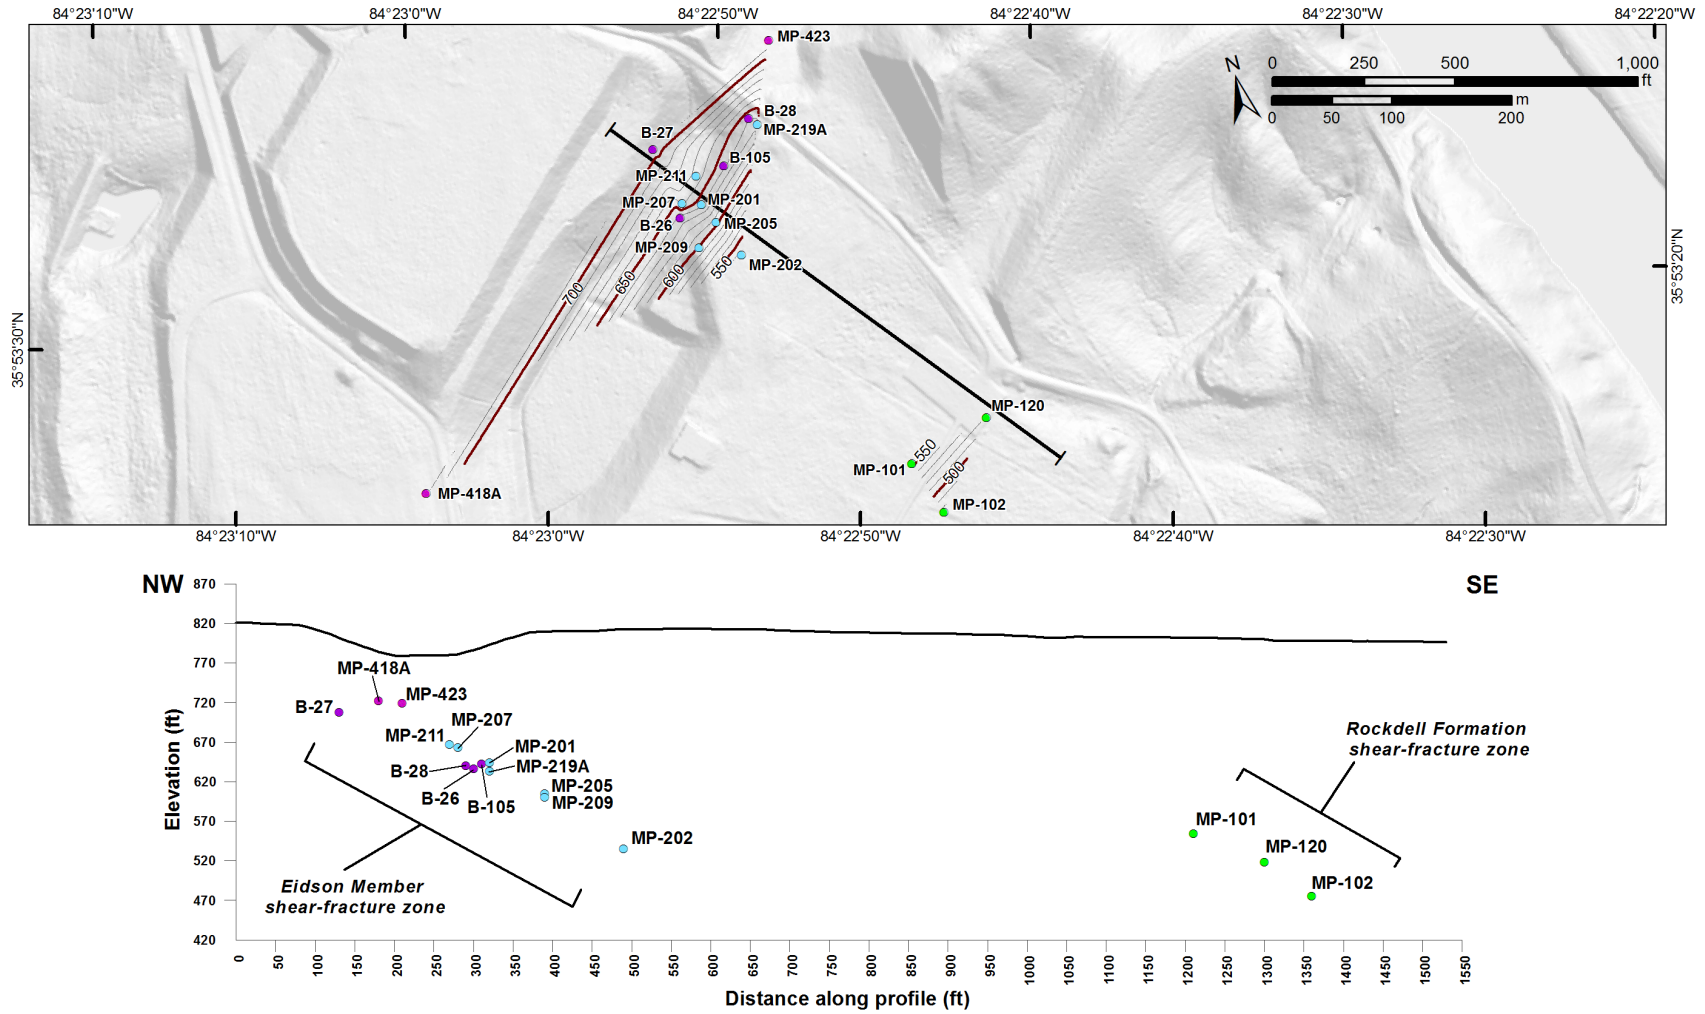 84°23'10"W
84°23'0"W
84°22'50"W
84°22'40"W
84°22'30"W
84°22'20"W
MP-423
N
0 250 500 1,000
ft
m
0 50 100 200
B-28
MP-219A
B-27
B-105
MP-211
MP-207
MP-201
B-26
MP-205
MP-209
MP-202
700
650
600
550
35°53'20"N
35°53'30"N
MP-120
550
MP-101
500
MP-102
MP-418A
84°23'10"W
84°23'0"W
84°22'50"W
84°22'40"W
84°22'30"W
NW
SE
870
820
770
720
670
620
570
520
470
420
Elevation (ft)
MP-418A
MP-423
B-27
MP-207
MP-211
MP-201
MP-219A
B-28
MP-205
B-26
B-105
MP-209
MP-202
Rockdell Formation
shear-fracture zone
MP-101
MP-120
MP-102
Eidson Member
shear-fracture zone
0 50 100 150 200 250 300 350 400 450 500 550 600 650 700 750 800 850 900 950 1000 1050 1100 1150 11200 11250 11300 11350 11400 11450 11500 1550
Distance along profile (ft)